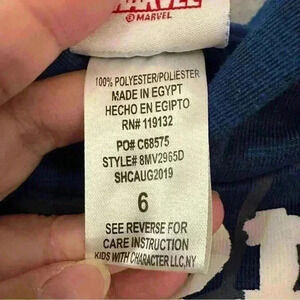 MARVEL
© MARVEL
100% POLYESTER/POLIESTER
MADE IN EGYPT
HECHO EN EGIPTO
RN# 119132
PO# C68575
STYLE# 8MV2965D
SHCAUG2019
6
SEE REVERSE FOR
CARE INSTRUCTION
KIDS WITH CHARACTER LLC,NY